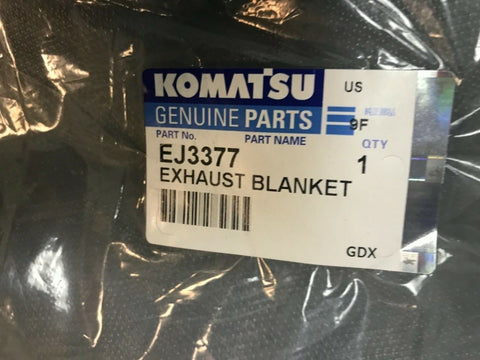 KOMATSU
US
GENUINE PARTS
9F
PART No.
PART NAME
QTY
EJ3377
1
EXHAUST BLANKET
GDX